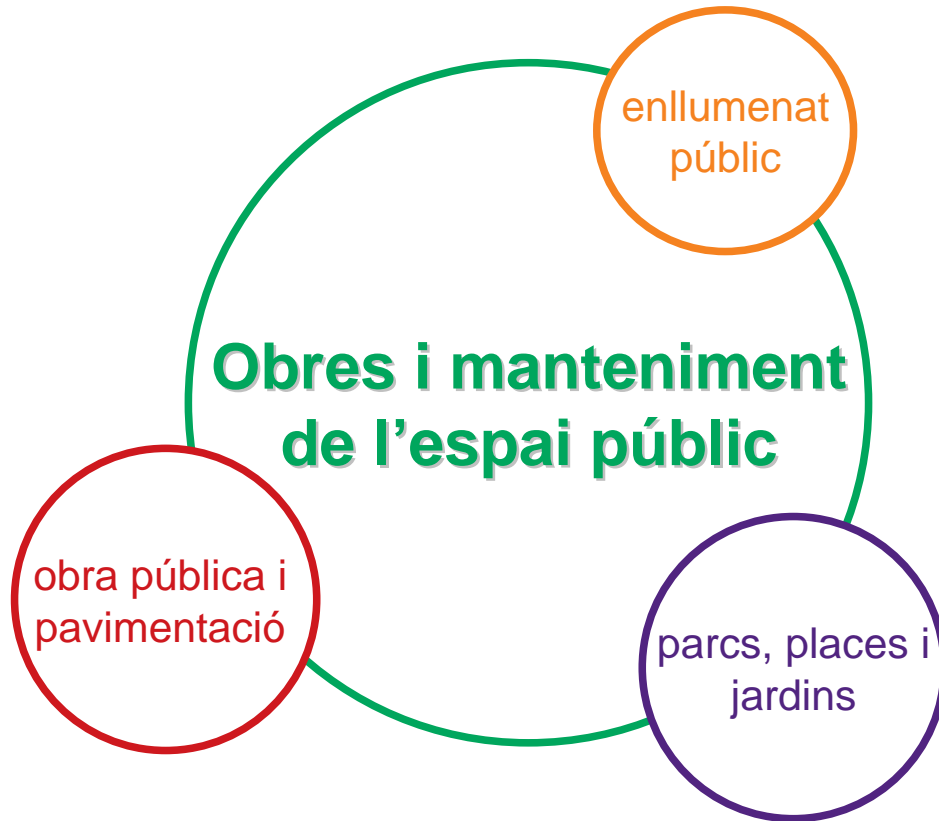 enllumenat
públic
Obres i manteniment
de l’espai públic
obra pública i
pavimentació
parcs, places i
jardins